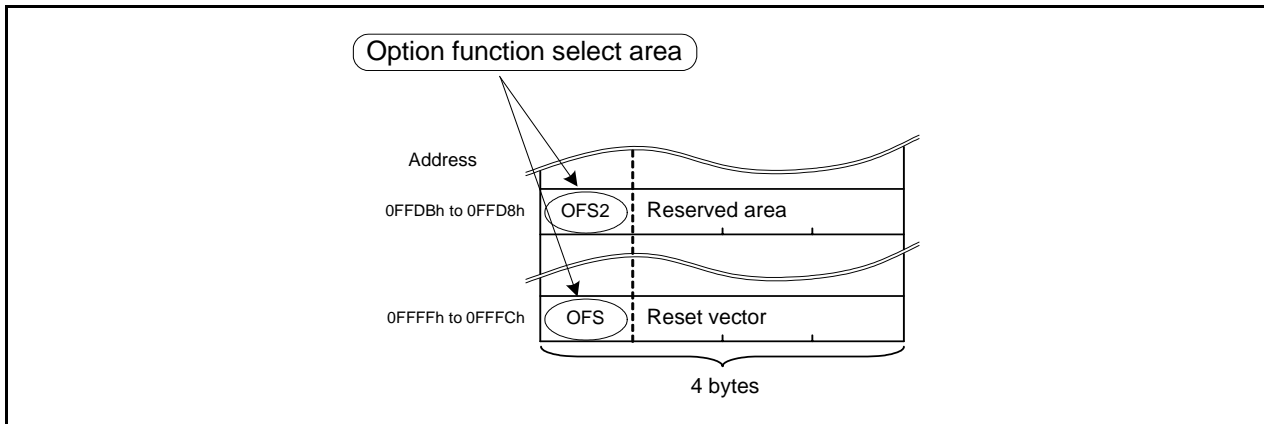 Option function select area
Address
0FFDBh to 0FFD8h OFS2 Reserved area
0FFFFh to 0FFFCh OFS Reset vector
4 bytes